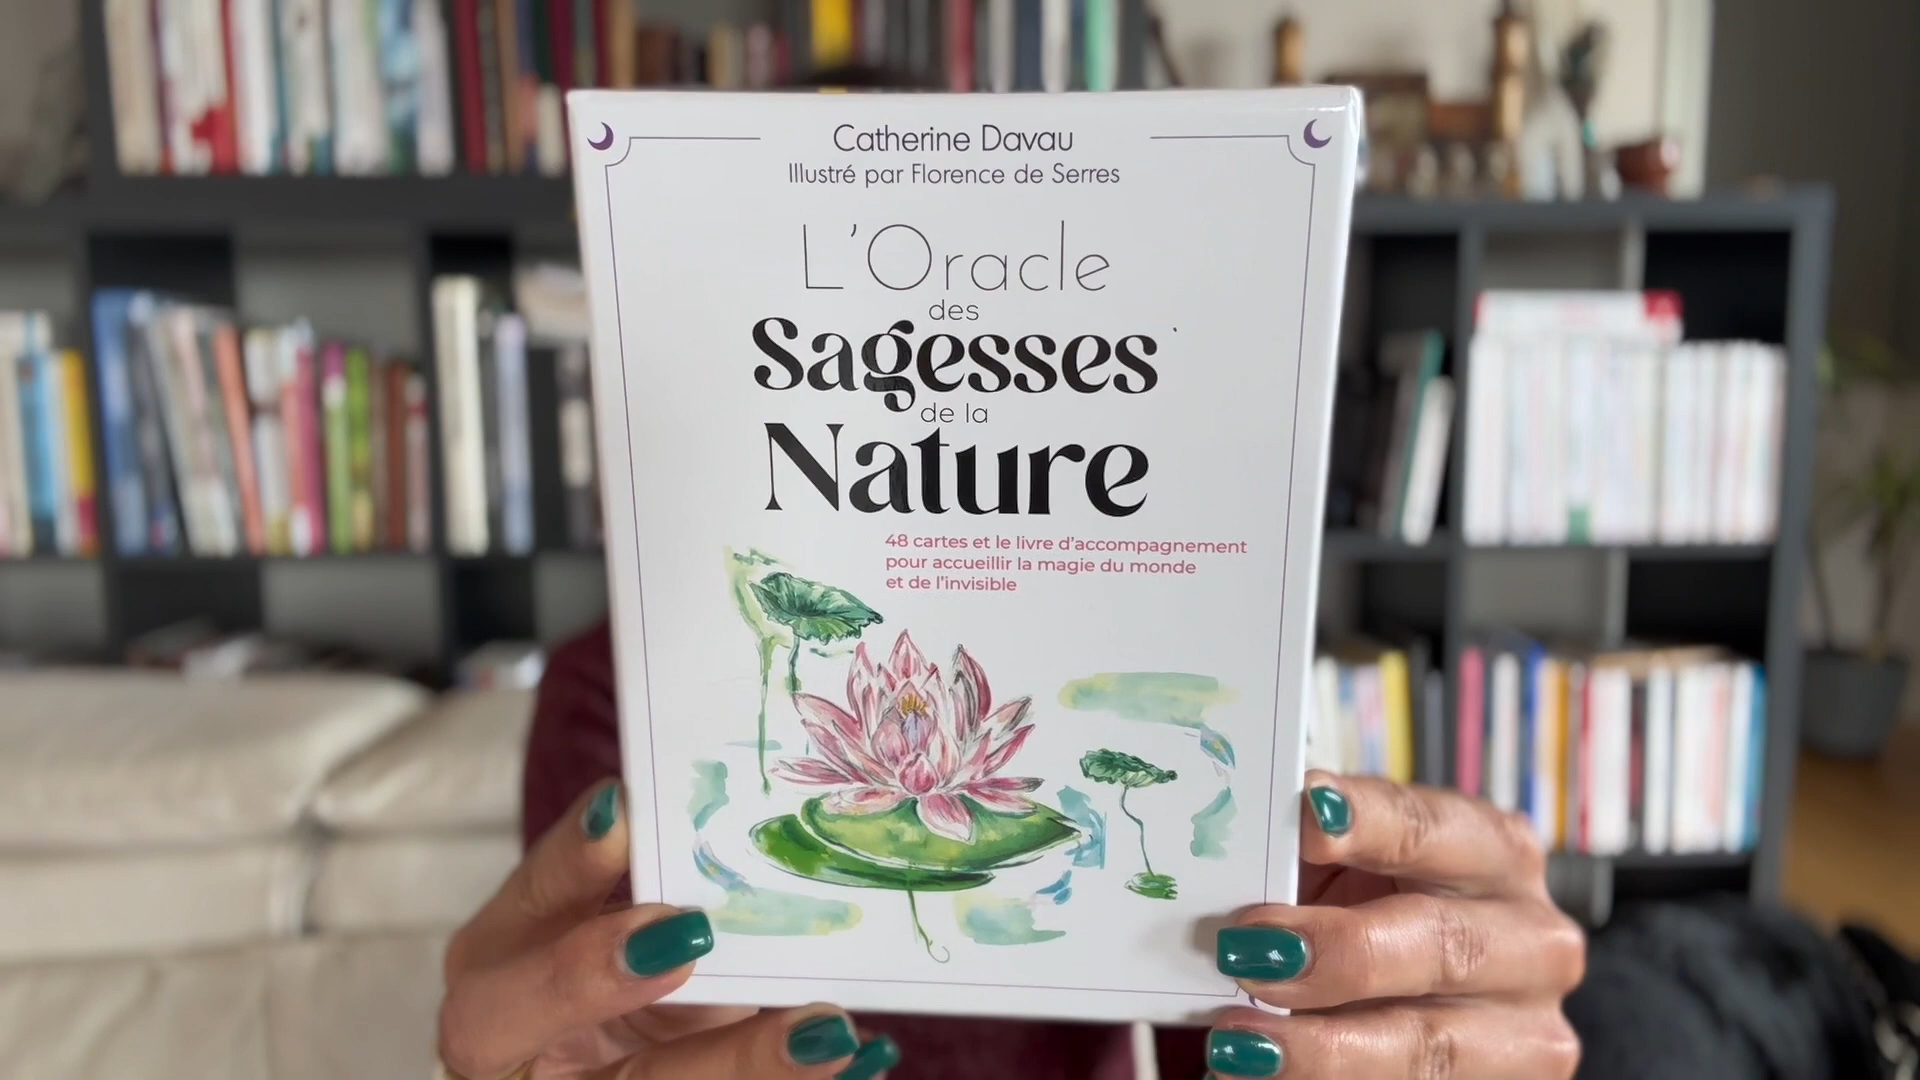 Catherine Davau
Illustré par Florence de Serres
L'Oracle
des
Sagesses
de la
Nature
48 cartes et le livre d'accompagnement
pour accueillir la magie du monde
et de l'invisible